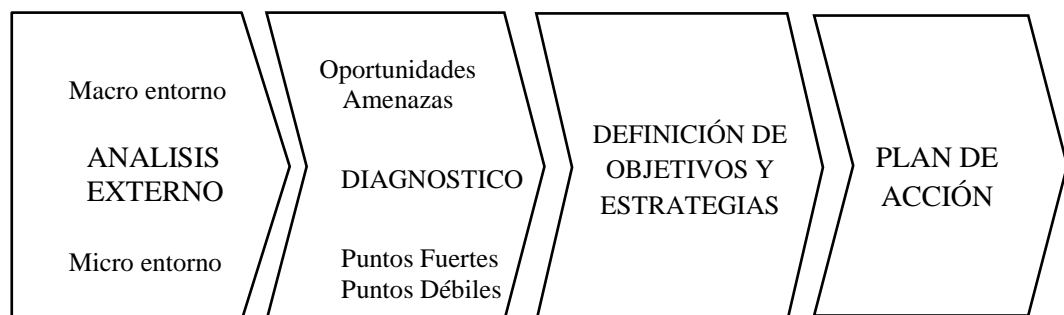 Macro entorno
ANALISIS
EXTERNO
Micro entorno
Oportunidades
Amenazas
DIAGNOSTICO
Puntos Fuertes
Puntos Débiles
DEFINICIÓN DE
OBJETIVOS Y
ESTRATEGIAS
PLAN DE
ACCIÓN